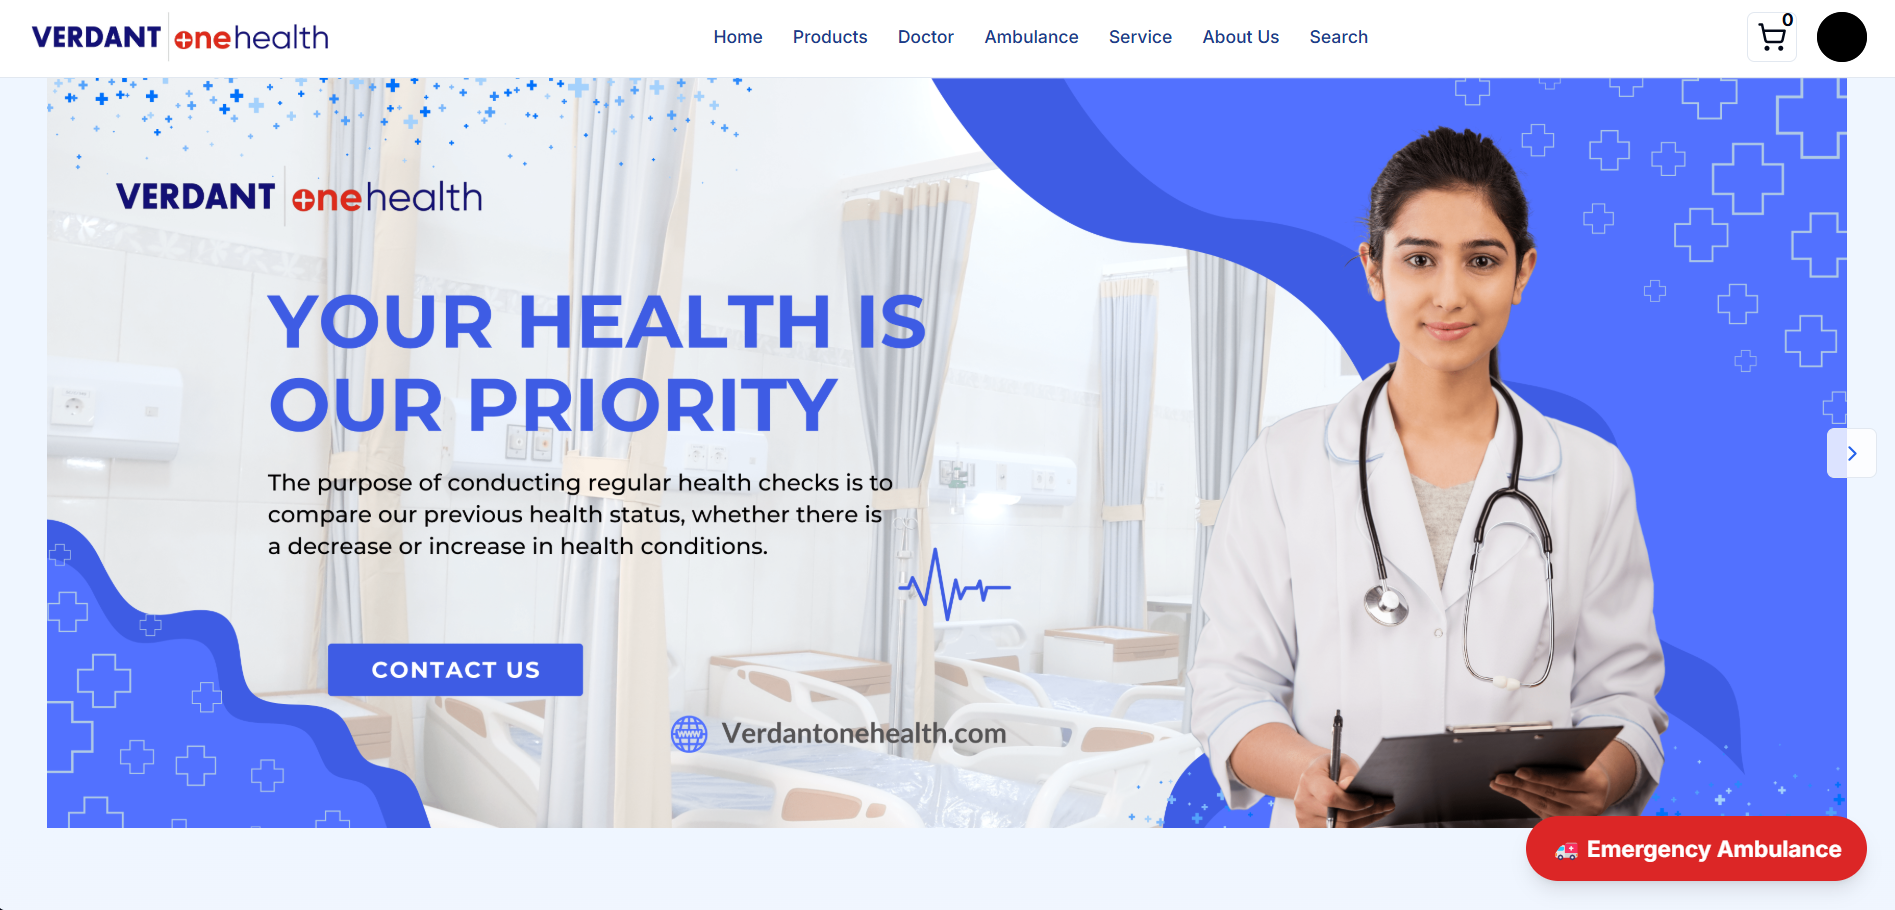 VERDANT onehealth
Home Products Doctor Ambulance Service About Us Search
0
VERDANT onehealth
YOUR HEALTH IS
OUR PRIORITY
The purpose of conducting regular health checks is to
compare our previous health status, whether there is
a decrease or increase in health conditions.
CONTACT US
www Verdantonehealth.com
Emergency Ambulance